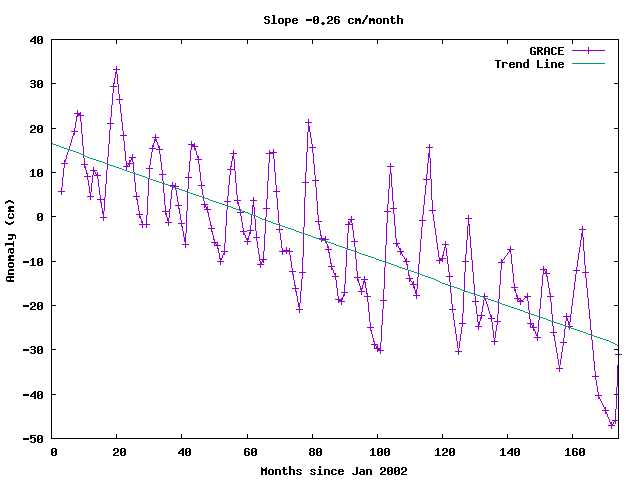 Slope -0.26 cm/month
GRACE
Trend Line
40
30
20
10
0
-10
-20
-30
-40
-50
Anomaly (cm)
0 20 40 60 80 100 120 140 160
Months since Jan 2002